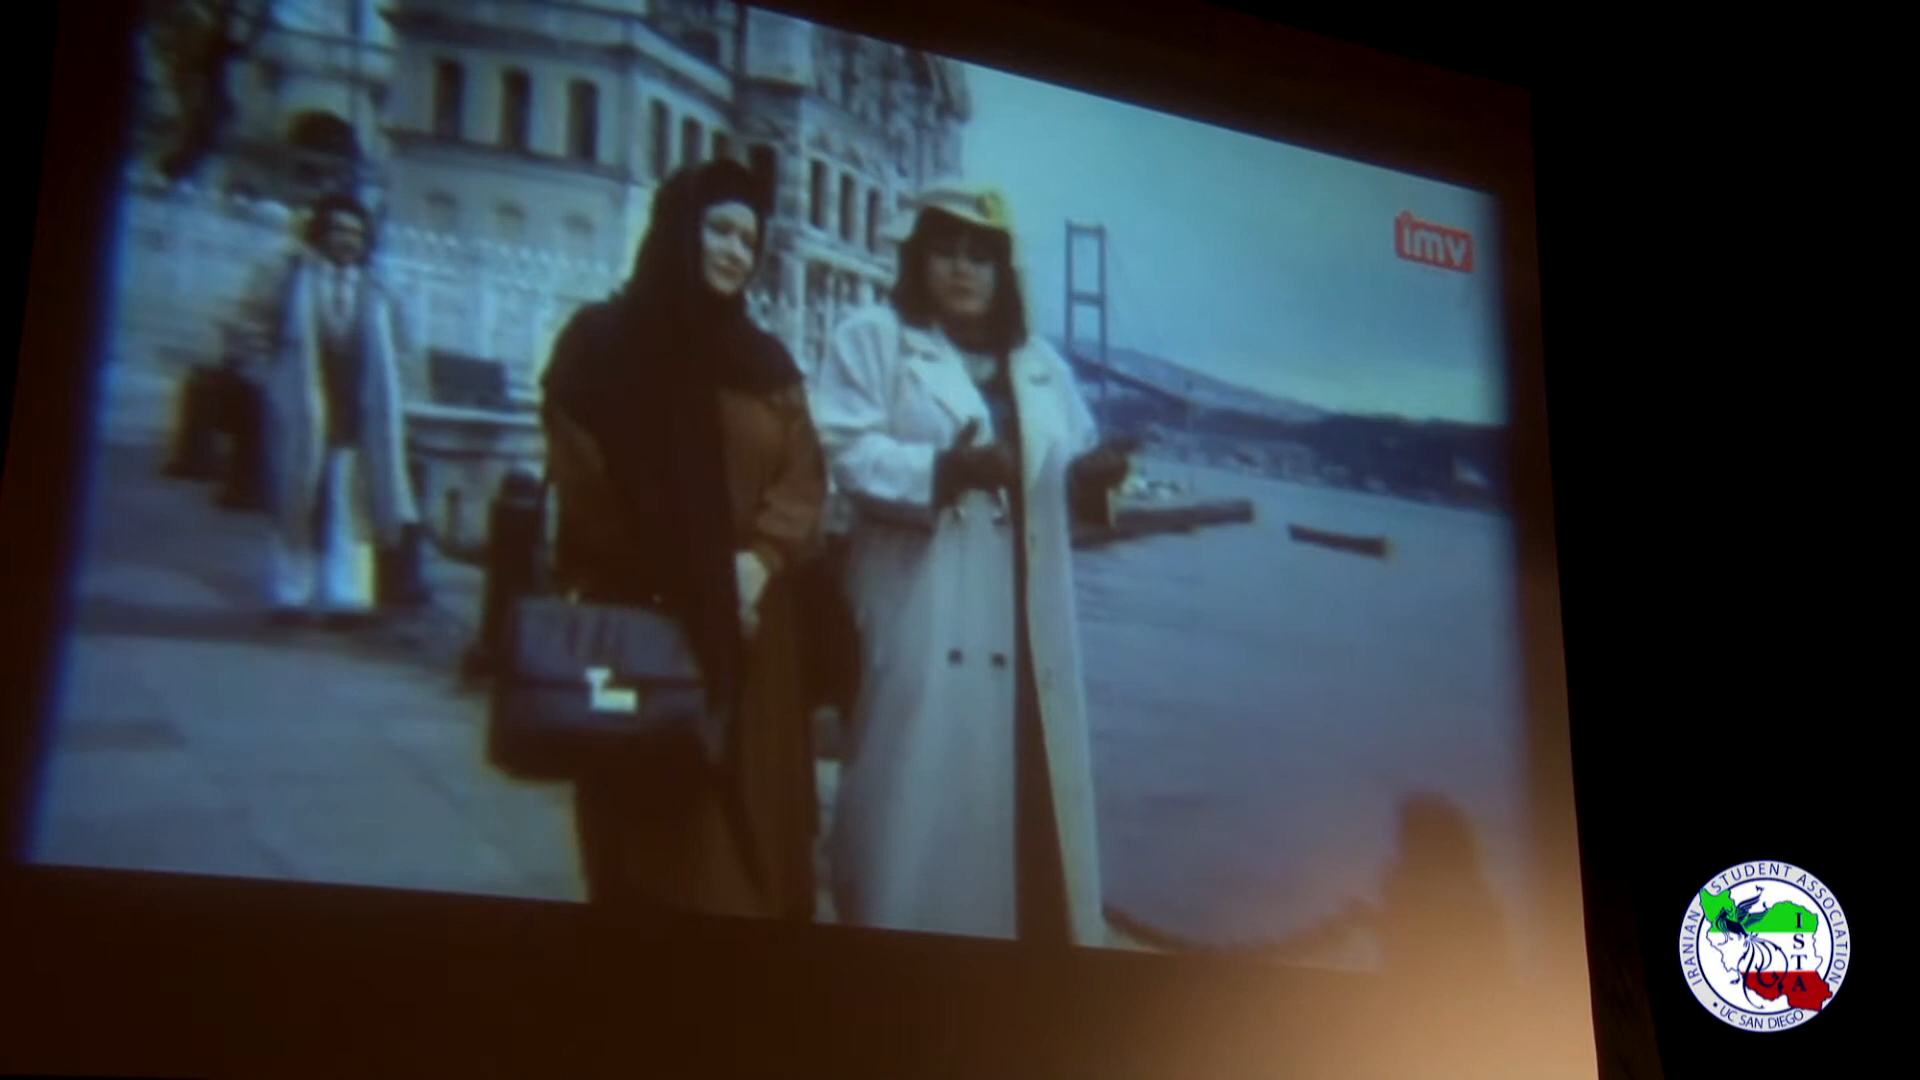 imv
IRANIAN STUDENT ASSOCIATION
ISTA
• UC SAN DIEGO